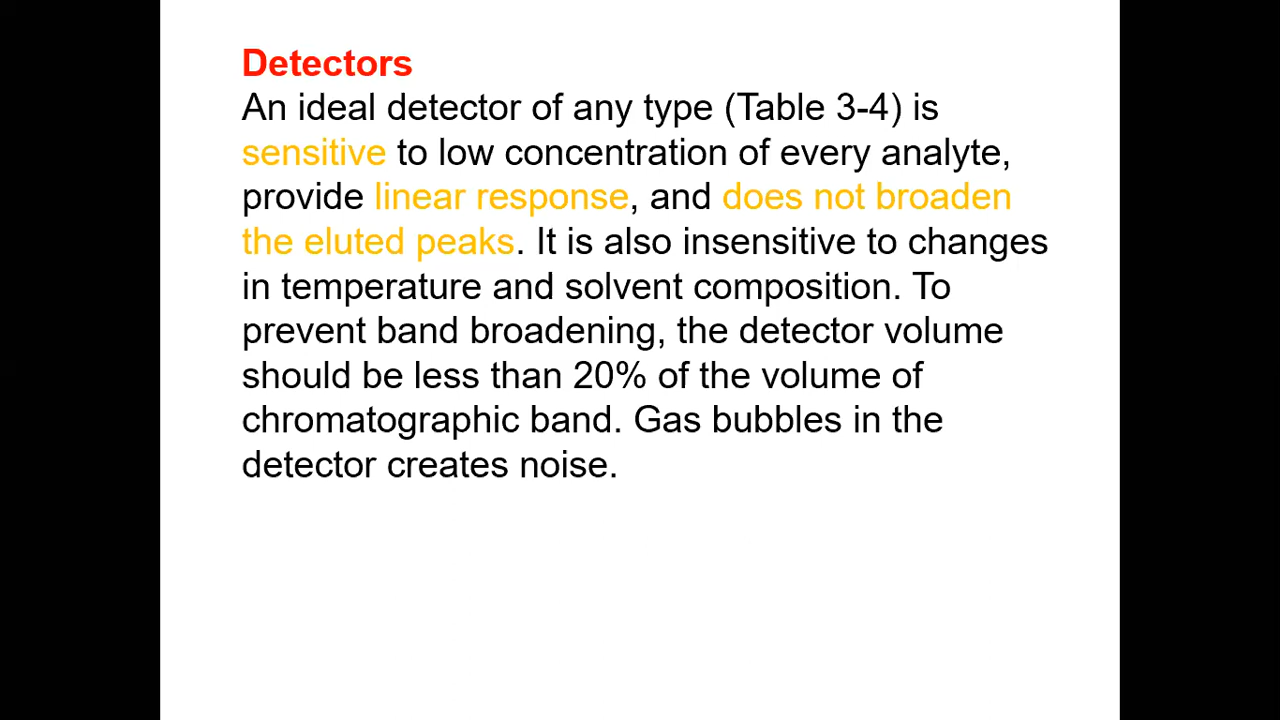 Detectors
An ideal detector of any type (Table 3-4) is
sensitive to low concentration of every analyte,
provide linear response, and does not broaden
the eluted peaks. It is also insensitive to changes
in temperature and solvent composition. To
prevent band broadening, the detector volume
should be less than 20% of the volume of
chromatographic band. Gas bubbles in the
detector creates noise.